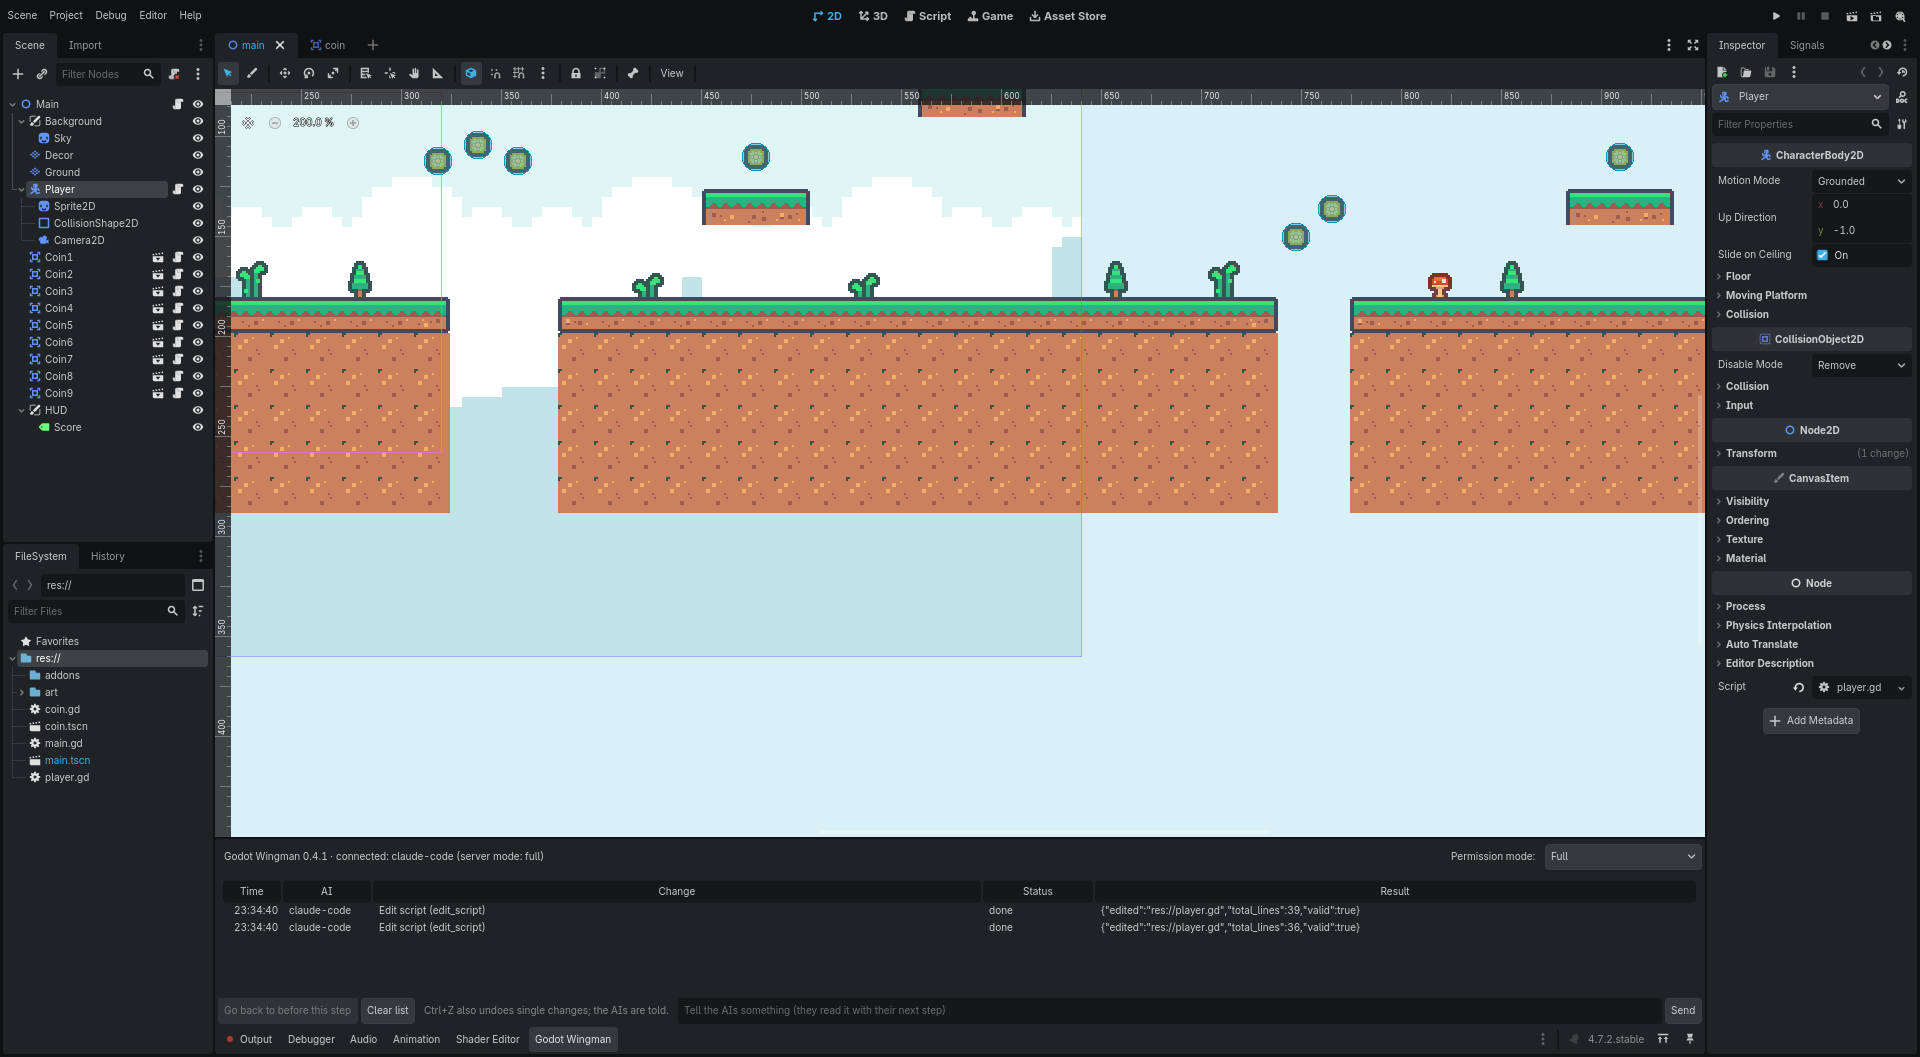 Scene Project Debug Editor Help
2D 3D Script Game Asset Store
Scene Import
Filter Nodes
Main
Background
Sky
Decor
Ground
Player
Sprite2D
CollisionShape2D
Camera2D
Coin1
Coin2
Coin3
Coin4
Coin5
Coin6
Coin7
Coin8
Coin9
HUD
Score
FileSystem History
res://
Filter Files
Favorites
res://
addons
art
coin.gd
coin.tscn
main.gd
main.tscn
player.gd
main coin
View
250 300 350 400 450 500 550 600 650 700 750 800 850 900
200.0 %
100
150
200
250
300
350
400
Godot Wingman 0.4.1 · connected: claude-code (server mode: full)
Permission mode: Full
Time AI Change Status Result
23:34:40 claude-code Edit script (edit_script) done {"edited":"res://player.gd","total_lines":39,"valid":true}
23:34:40 claude-code Edit script (edit_script) done {"edited":"res://player.gd","total_lines":36,"valid":true}
Go back to before this step Clear list Ctrl+Z also undoes single changes; the AIs are told. Tell the AIs something (they read it with their next step) Send
Output Debugger Audio Animation Shader Editor Godot Wingman 4.7.2.stable
Inspector Signals
Player
Filter Properties
CharacterBody2D
Motion Mode Grounded
Up Direction x 0.0
y -1.0
Slide on Ceiling On
Floor
Moving Platform
Collision
CollisionObject2D
Disable Mode Remove
Collision
Input
Node2D
Transform (1 change)
CanvasItem
Visibility
Ordering
Texture
Material
Node
Process
Physics Interpolation
Auto Translate
Editor Description
Script player.gd
Add Metadata